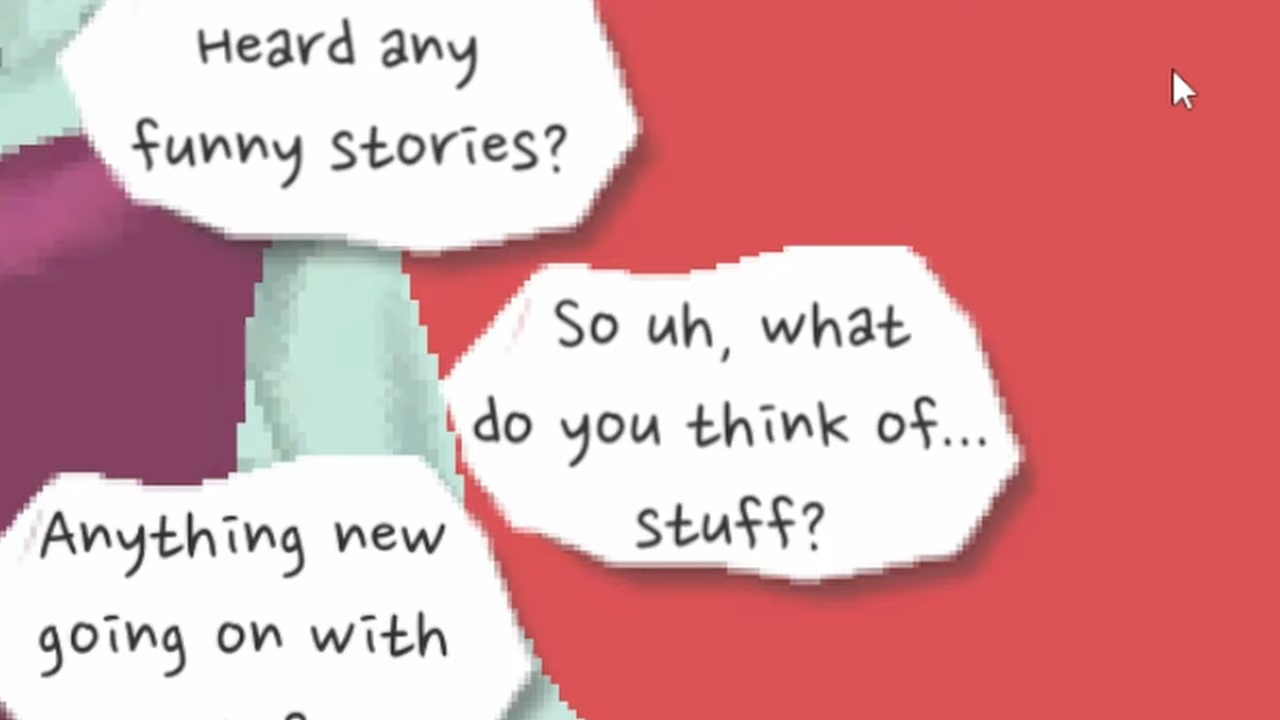 Heard any
funny stories?
So uh, what
do you think of...
stuff?
Anything new
going on with